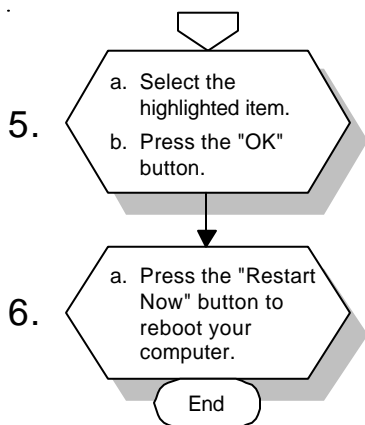 5.
a. Select the
highlighted item.
b. Press the "OK"
button.
6.
a. Press the "Restart
Now" button to
reboot your
computer.
End